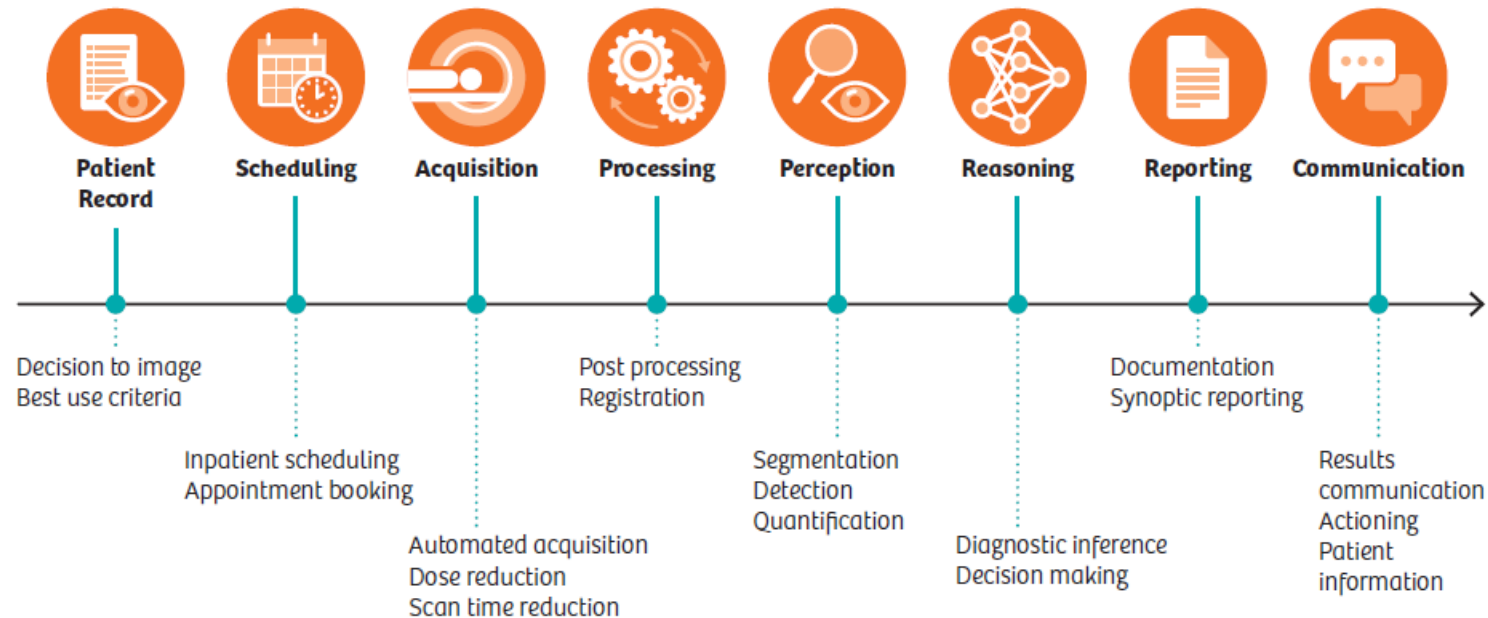 Patient
Record
Scheduling
Acquisition
Processing
Perception
Reasoning
Reporting
Communication
Decision to image
Best use criteria
Inpatient scheduling
Appointment booking
Automated acquisition
Dose reduction
Scan time reduction
Post processing
Registration
Segmentation
Detection
Quantification
Diagnostic inference
Decision making
Documentation
Synoptic reporting
Results
communication
Actioning
Patient
information